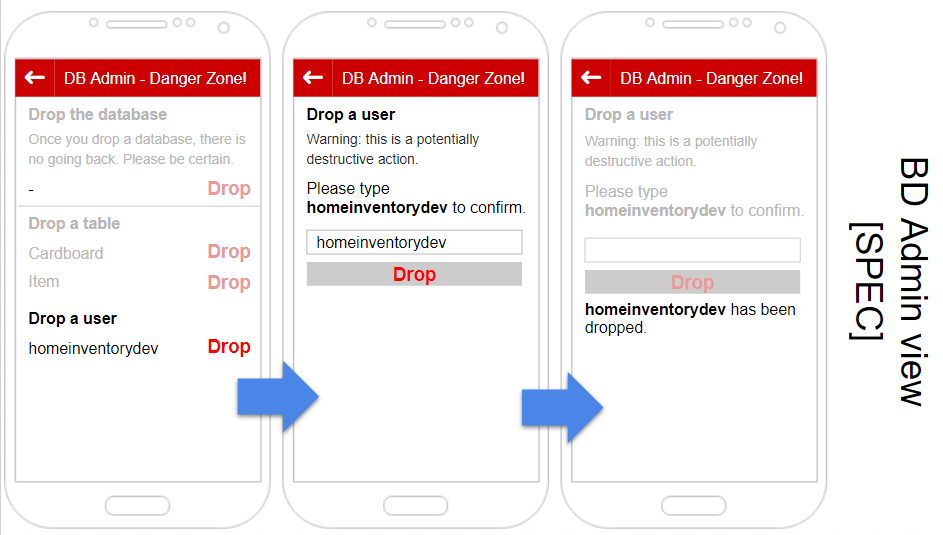 DB Admin - Danger Zone!
Drop the database
Once you drop a database, there is
no going back. Please be certain.
- Drop
Drop a table
Cardboard Drop
Item Drop
Drop a user
homeinventorydev Drop
DB Admin - Danger Zone!
Drop a user
Warning: this is a potentially
destructive action.
Please type
homeinventorydev to confirm.
homeinventorydev
Drop
DB Admin - Danger Zone!
Drop a user
Warning: this is a potentially
destructive action.
Please type
homeinventorydev to confirm.
Drop
homeinventorydev has been
dropped.
BD Admin view
[SPEC]